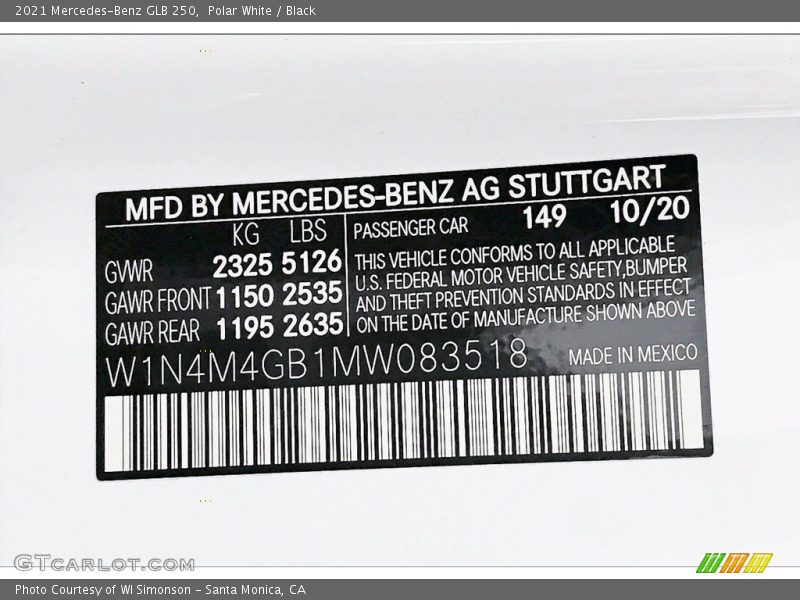 2021 Mercedes-Benz GLB 250,  Polar White / Black
MFD BY MERCEDES-BENZ AG STUTTGART
KG LBS
GVWR 2325 5126
GAWR FRONT 1150 2535
GAWR REAR 1195 2635
PASSENGER CAR 149 10/20
THIS VEHICLE CONFORMS TO ALL APPLICABLE
U.S. FEDERAL MOTOR VEHICLE SAFETY,BUMPER
AND THEFT PREVENTION STANDARDS IN EFFECT
ON THE DATE OF MANUFACTURE SHOWN ABOVE
W1N4M4GB1MW083518 MADE IN MEXICO
GTCARLOT.COM
Photo Courtesy of WI Simonson - Santa Monica, CA